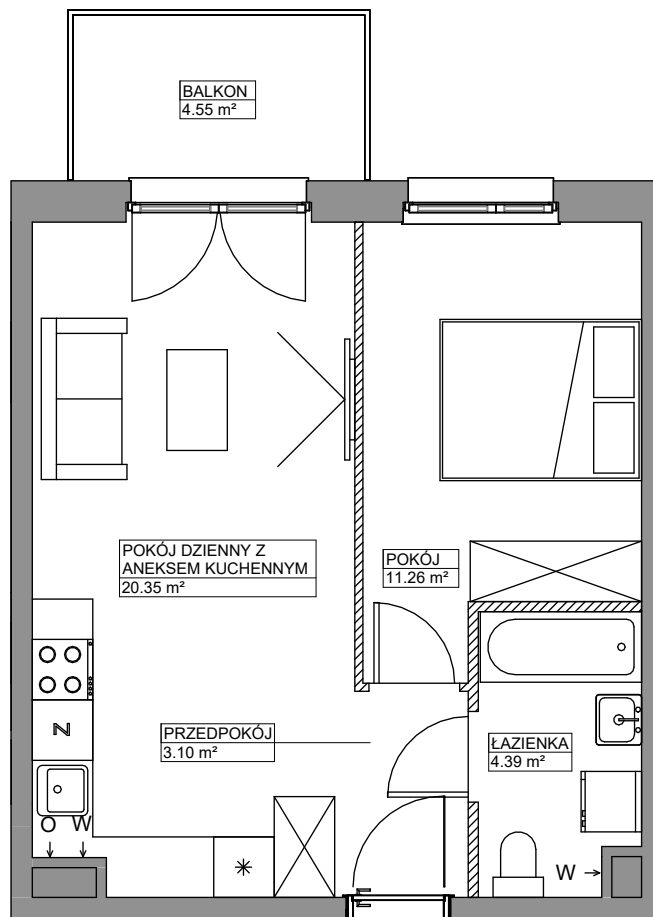 BALKON
4.55 m²
POKÓJ DZIENNY Z
ANEKSEM KUCHENNYM
20.35 m²
POKÓJ
11.26 m²
PRZEDPOKÓJ
3.10 m²
ŁAZIENKA
4.39 m²
Z
O W
W